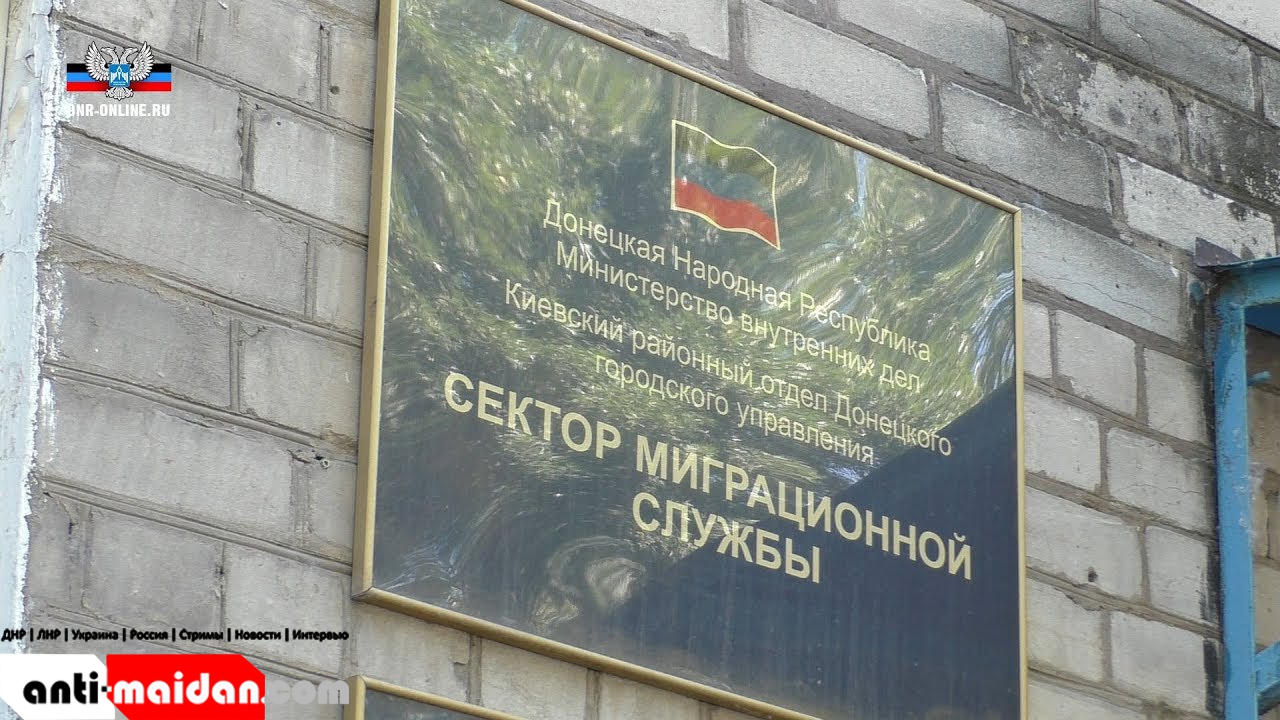 DNR-ONLINE.RU
Донецкая Народная Республика
Министерство внутренних дел
Киевский районный отдел Донецкого
городского управления
СЕКТОР МИГРАЦИОННОЙ
СЛУЖБЫ
ДНР | ЛНР | Украина | Россия | Стримы | Новости | Интервью
anti-maidan.com